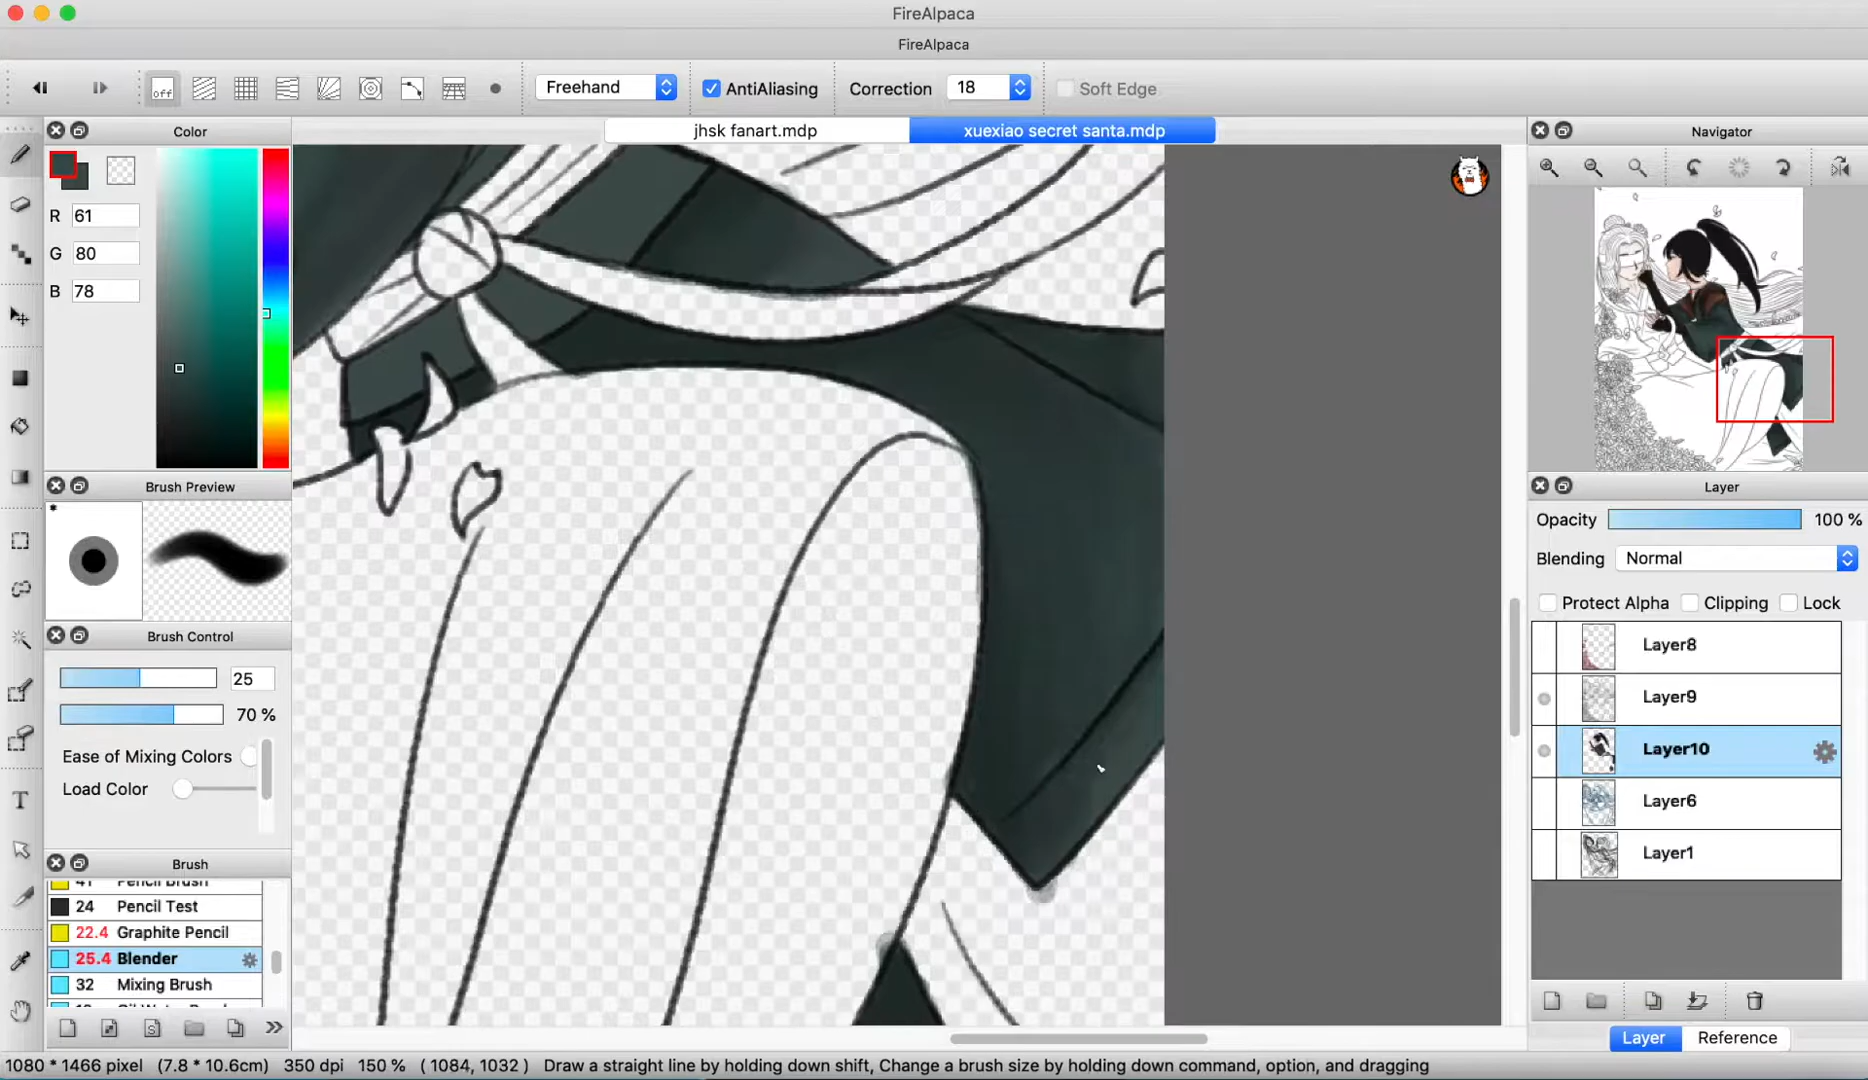 FireAlpaca
FireAlpaca
off
Freehand
AntiAliasing
Correction
18
Soft Edge
Color
jhsk fanart.mdp
xuexiao secret santa.mdp
Navigator
R 61
G 80
B 78
Brush Preview
Layer
Opacity 100 %
Blending Normal
Protect Alpha
Clipping
Lock
Brush Control
25
70 %
Ease of Mixing Colors
Load Color
Layer8
Layer9
Layer10
Layer6
Layer1
Brush
41 Pencil Brush
24 Pencil Test
22.4 Graphite Pencil
25.4 Blender
32 Mixing Brush
S
Layer
Reference
1080 * 1466 pixel (7.8 * 10.6cm) 350 dpi 150 % ( 1084, 1032 ) Draw a straight line by holding down shift, Change a brush size by holding down command, option, and dragging